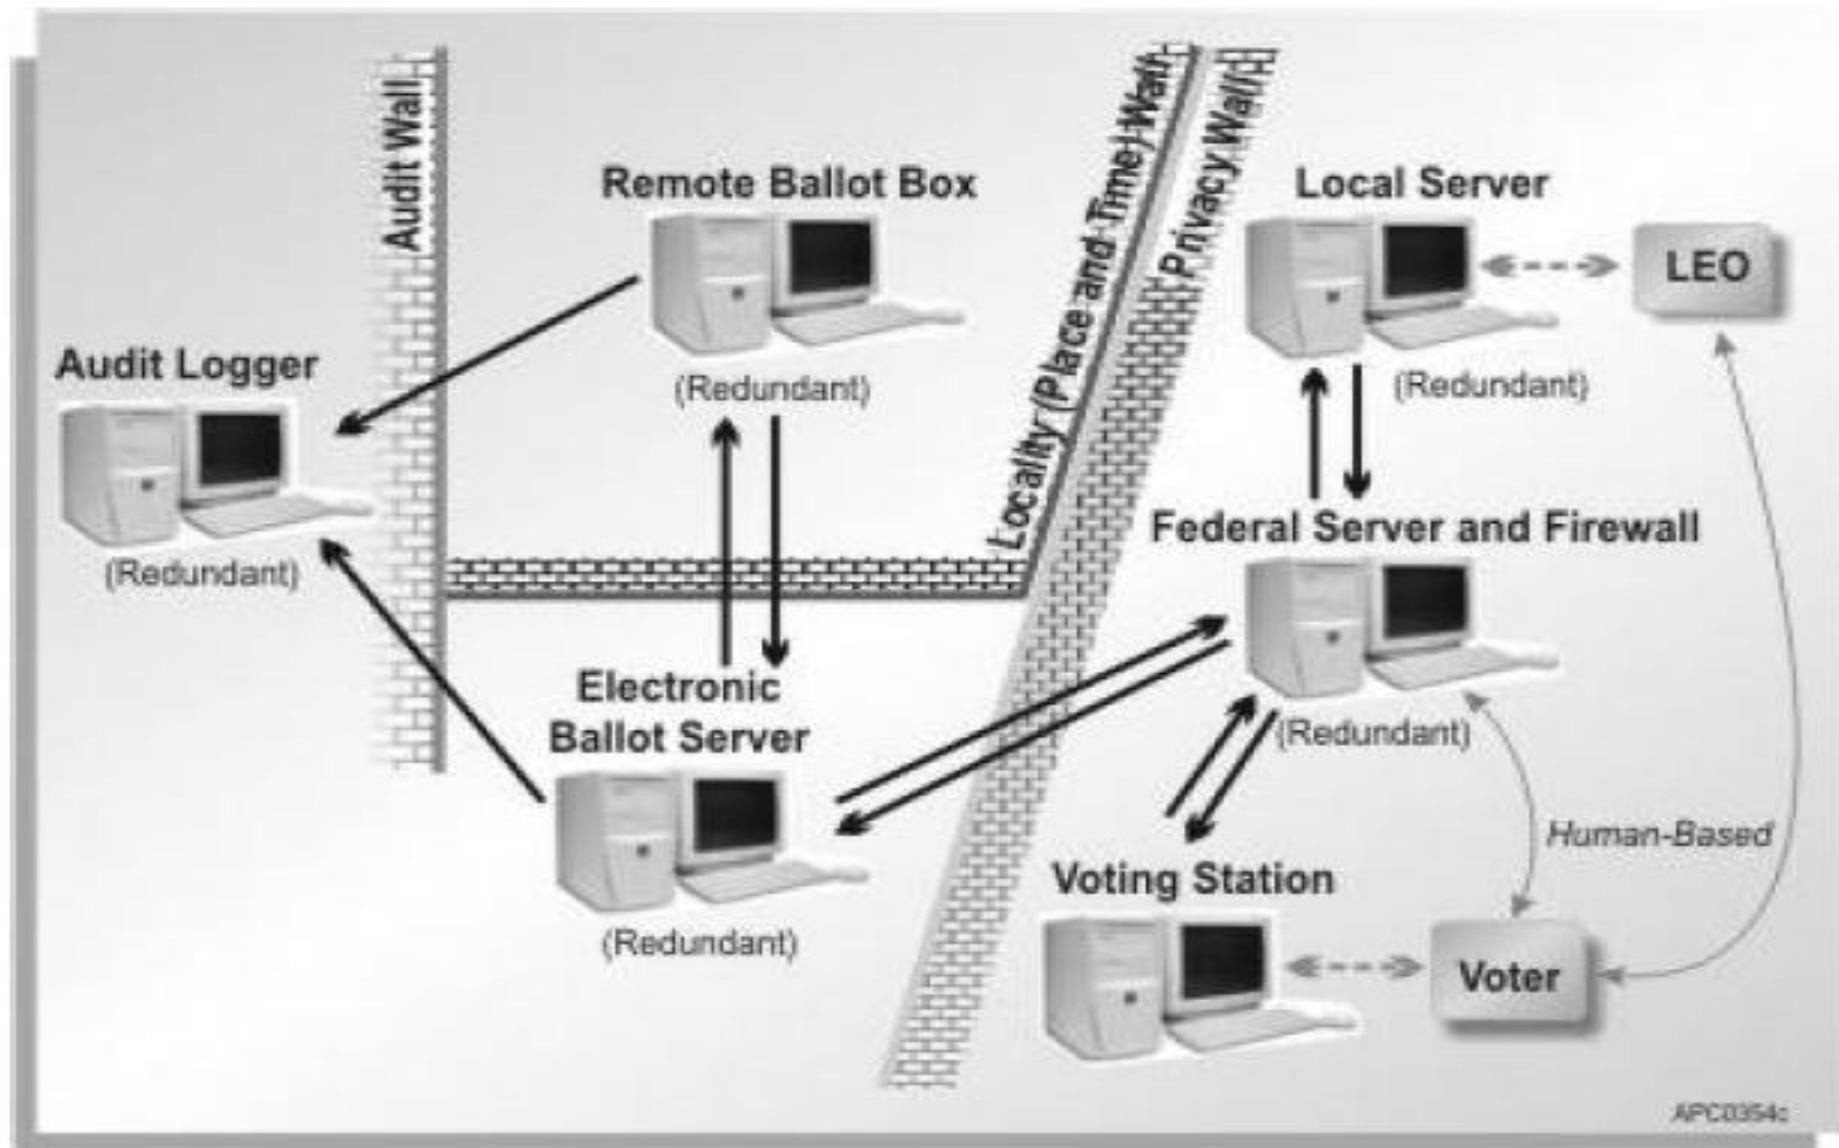 Audit Wall
Locality (Place and Time) Wall
Privacy Wall
Remote Ballot Box
(Redundant)
Local Server
(Redundant)
LEO
Audit Logger
(Redundant)
Federal Server and Firewall
(Redundant)
Electronic
Ballot Server
(Redundant)
Human-Based
Voting Station
Voter
APC0354c